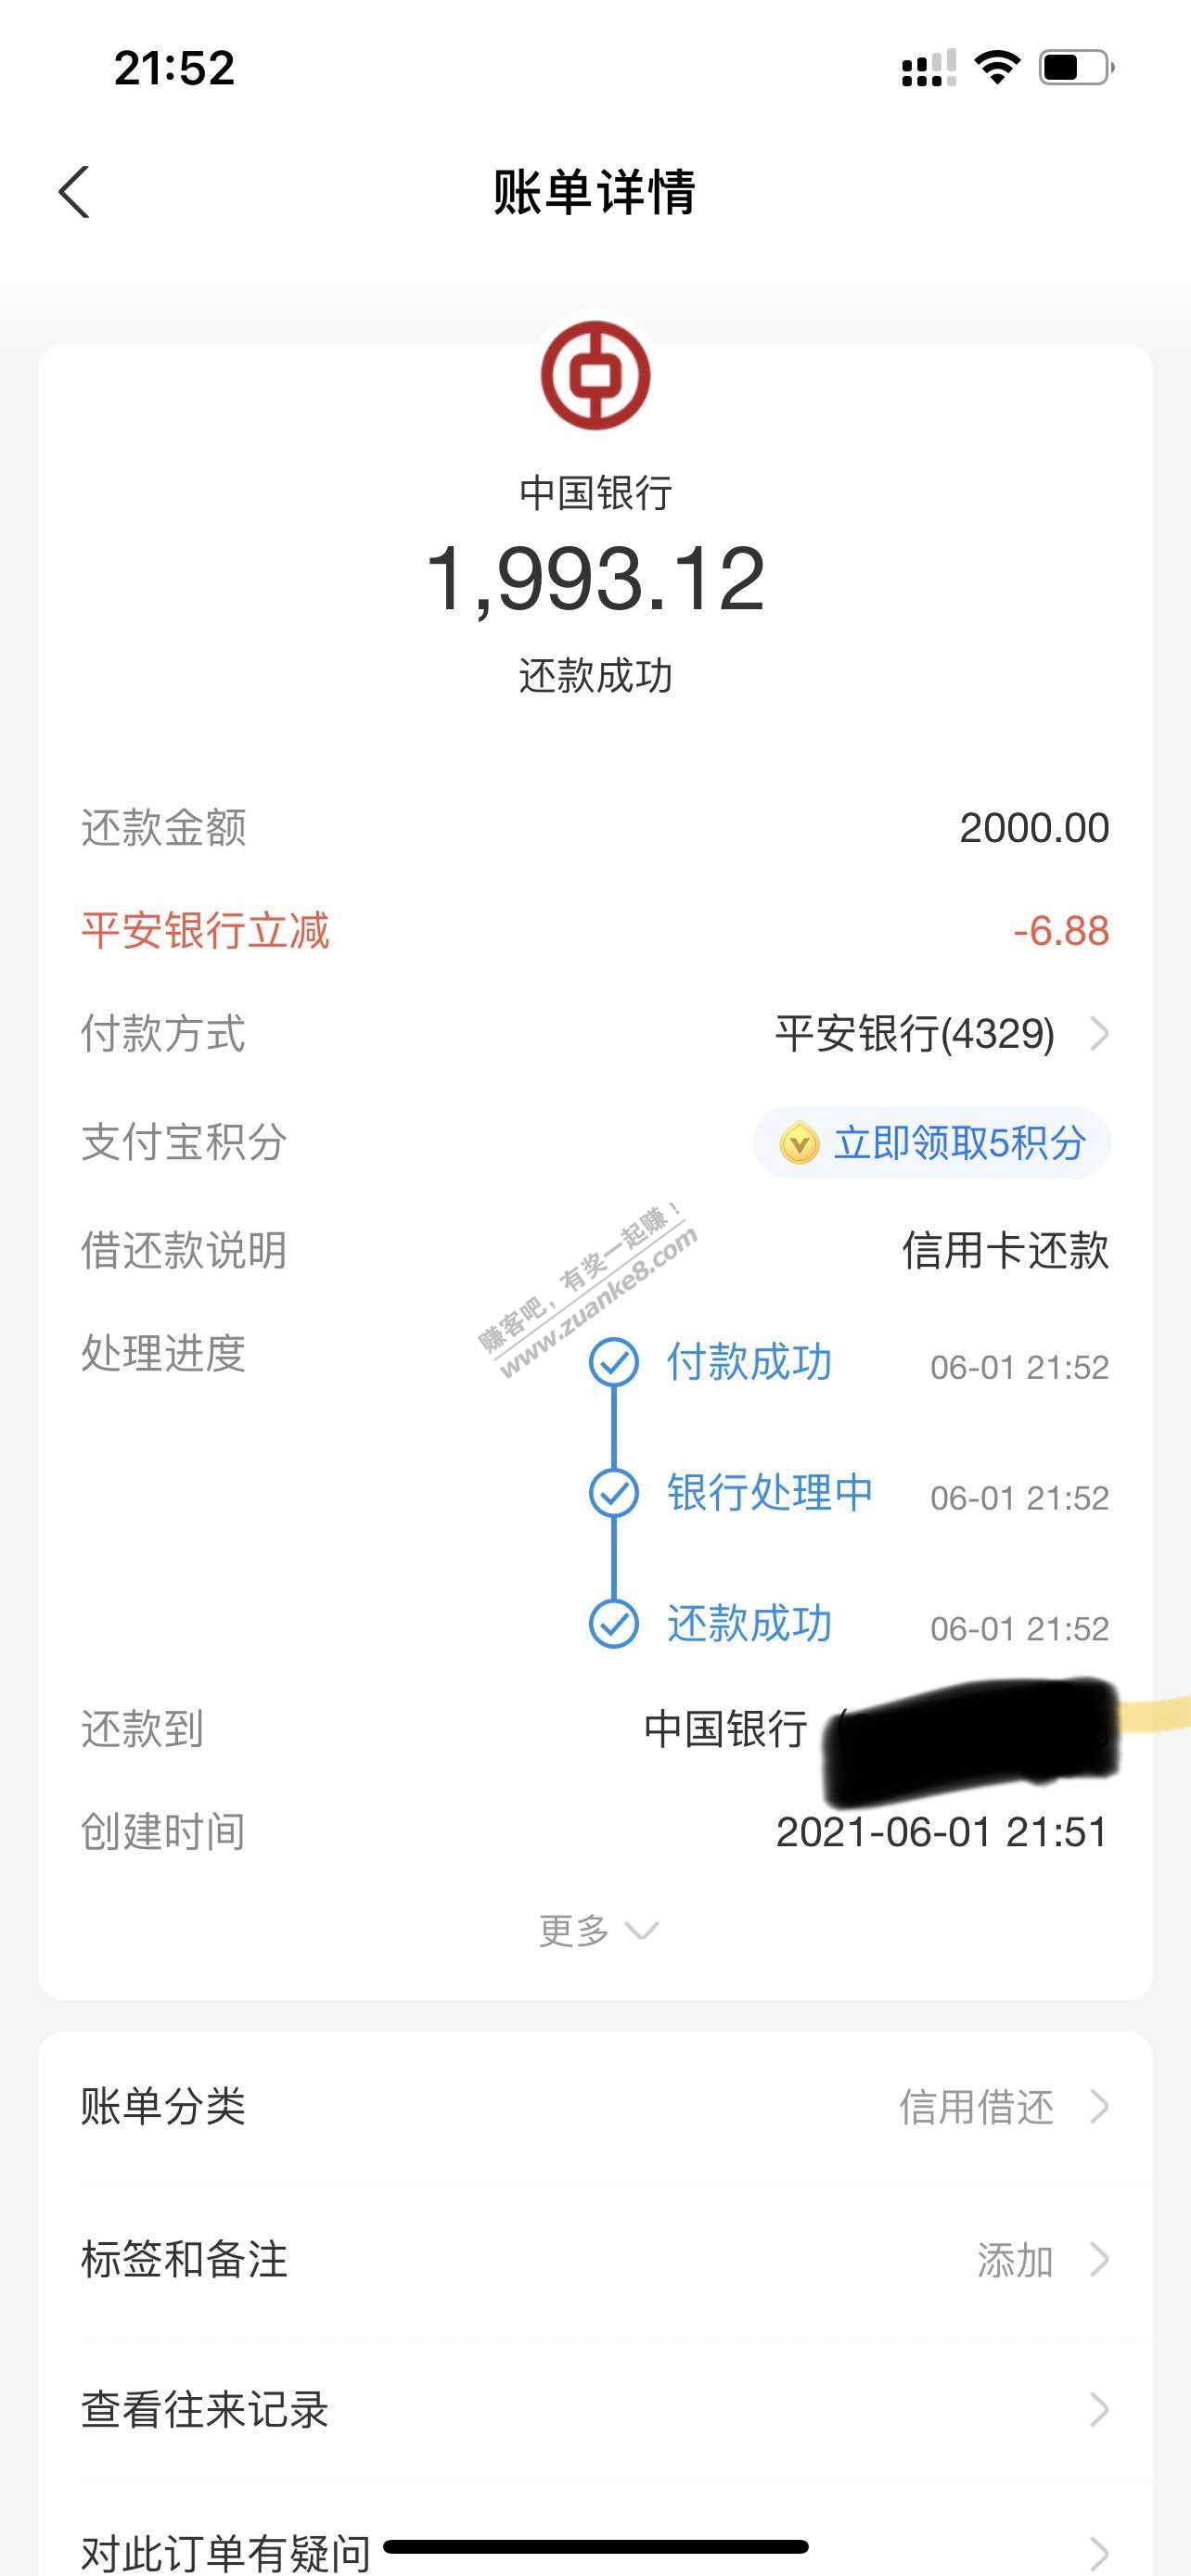 21:52
账单详情
中国银行
1,993.12
还款成功
还款金额 2000.00
平安银行立减 -6.88
付款方式 平安银行(4329)
支付宝积分 立即领取5积分
借还款说明 信用卡还款
赚客吧，有奖一起赚！
www.zuanke8.com
处理进度 付款成功 06-01 21:52
银行处理中 06-01 21:52
还款成功 06-01 21:52
还款到 中国银行（
创建时间 2021-06-01 21:51
更多
账单分类 信用借还
标签和备注 添加
查看往来记录
对此订单有疑问